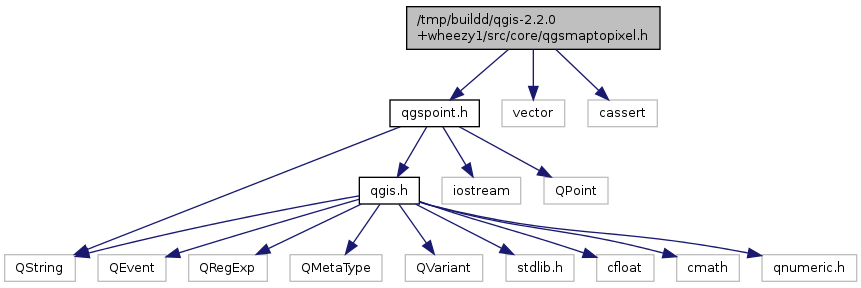 /tmp/buildd/qgis-2.2.0
+wheezy1/src/core/qgsmaptopixel.h
qgspoint.h
vector
cassert
qgis.h
iostream
QPoint
QString
QEvent
QRegExp
QMetaType
QVariant
stdlib.h
cfloat
cmath
qnumeric.h